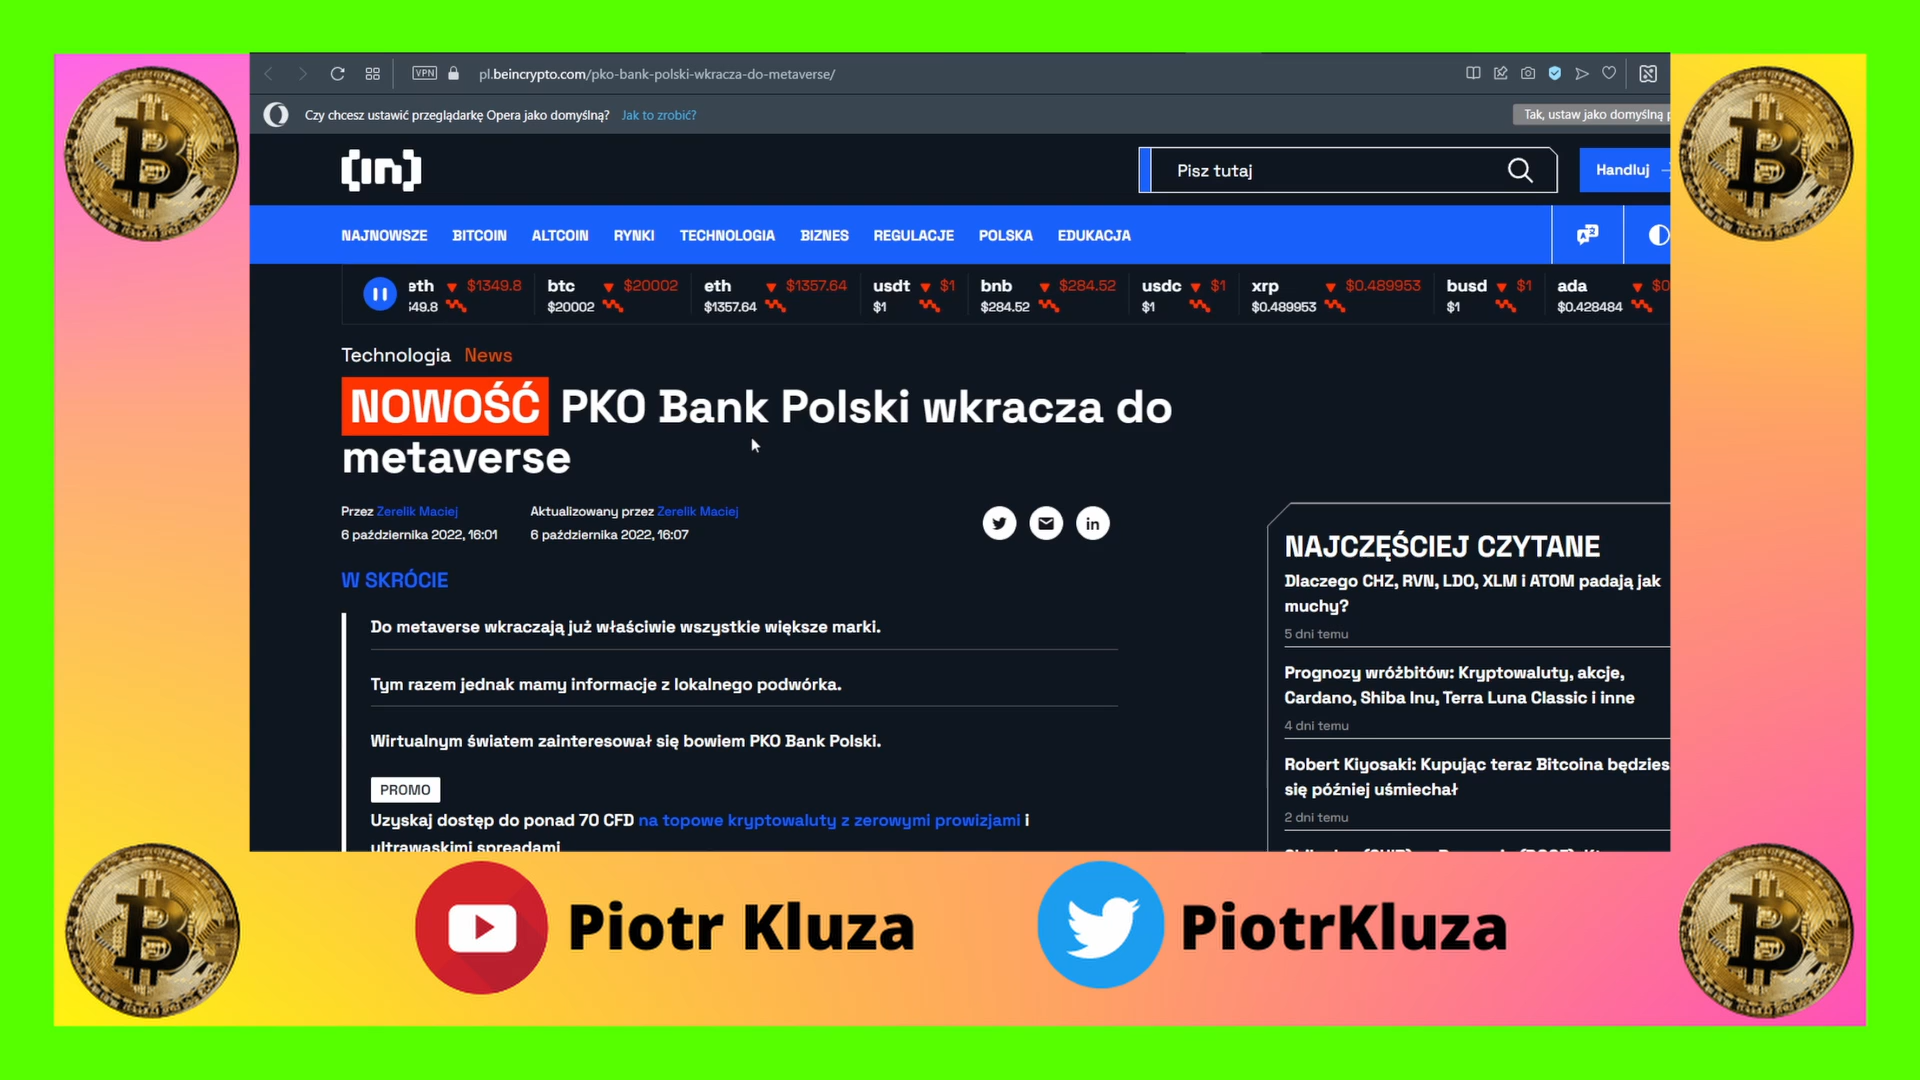 VPN pl.beincrypto.com/pko-bank-polski-wkracza-do-metaverse/
Czy chcesz ustawić przeglądarkę Opera jako domyślną? Jak to zrobić?
Tak, ustaw jako domyślną p
[in]
Pisz tutaj
Handluj
NAJNOWSZE BITCOIN ALTCOIN RYNKI TECHNOLOGIA BIZNES REGULACJE POLSKA EDUKACJA
eth $1349.8 btc $20002 eth $1357.64 usdt $1 bnb $284.52 usdc $1 xrp $0.489953 busd $1 ada $0
49.8 $20002 $1357.64 $1 $284.52 $1 $0.489953 $1 $0.428484
Technologia News
NOWOŚĆ PKO Bank Polski wkracza do
metaverse
Przez Zerelik Maciej
6 października 2022, 16:01
Aktualizowany przez Zerelik Maciej
6 października 2022, 16:07
in
W SKRÓCIE
Do metaverse wkraczają już właściwie wszystkie większe marki.
Tym razem jednak mamy informacje z lokalnego podwórka.
Wirtualnym światem zainteresował się bowiem PKO Bank Polski.
PROMO
Uzyskaj dostęp do ponad 70 CFD na topowe kryptowaluty z zerowymi prowizjami i
ultrawąskimi spreadami
NAJCZĘŚCIEJ CZYTANE
Dlaczego CHZ, RVN, LDO, XLM i ATOM padają jak
muchy?
5 dni temu
Prognozy wróżbitów: Kryptowaluty, akcje,
Cardano, Shiba Inu, Terra Luna Classic i inne
4 dni temu
Robert Kiyosaki: Kupując teraz Bitcoina będzies
się później uśmiechał
2 dni temu
Piotr Kluza
PiotrKluza